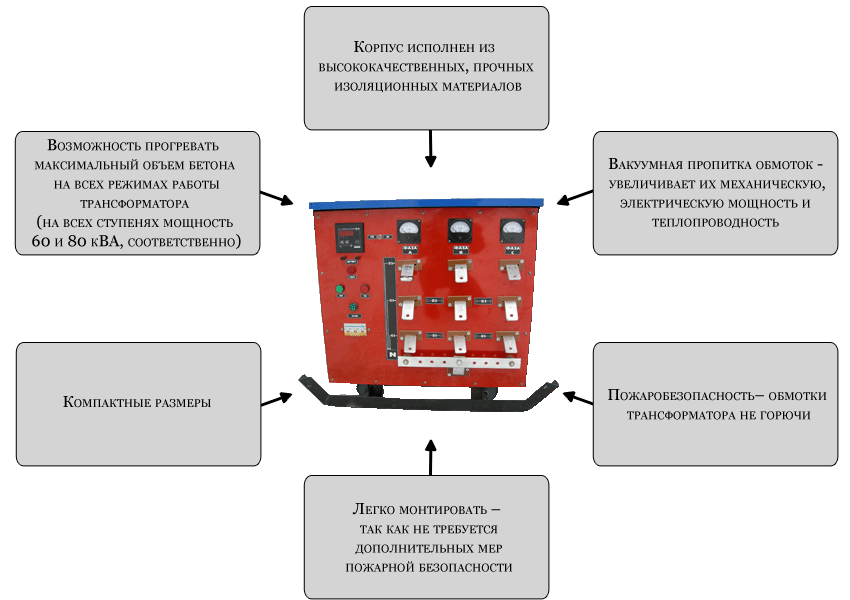 Корпус исполнен из
высококачественных, прочных
изоляционных материалов
Возможность прогревать
максимальный объем бетона
на всех режимах работы
трансформатора
(на всех ступенях мощность
60 и 80 кВА, соответственно)
Вакуумная пропитка обмоток -
увеличивает их механическую,
электрическую мощность и
теплопроводность
ФАЗА
A
ФАЗА
B
ФАЗА
C
N
Компактные размеры
Пожаробезопасность– обмотки
трансформатора не горючи
Легко монтировать –
так как не требуется
дополнительных мер
пожарной безопасности